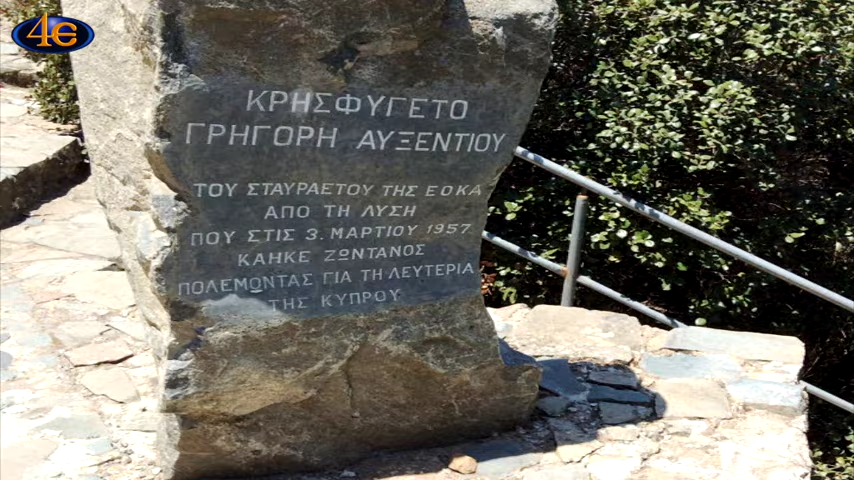 4E
ΚΡΗΣΦΥΓΕΤΟ
ΓΡΗΓΟΡΗ ΑΥΞΕΝΤΙΟΥ
ΤΟΥ ΣΤΑΥΡΑΕΤΟΥ ΤΗΣ ΕΟΚΑ
ΑΠΟ ΤΗ ΛΥΣΗ
ΠΟΥ ΣΤΙΣ 3. ΜΑΡΤΙΟΥ 1957
ΚΑΗΚΕ ΖΩΝΤΑΝΟΣ
ΠΟΛΕΜΩΝΤΑΣ ΓΙΑ ΤΗ ΛΕΥΤΕΡΙΑ
ΤΗΣ ΚΥΠΡΟΥ